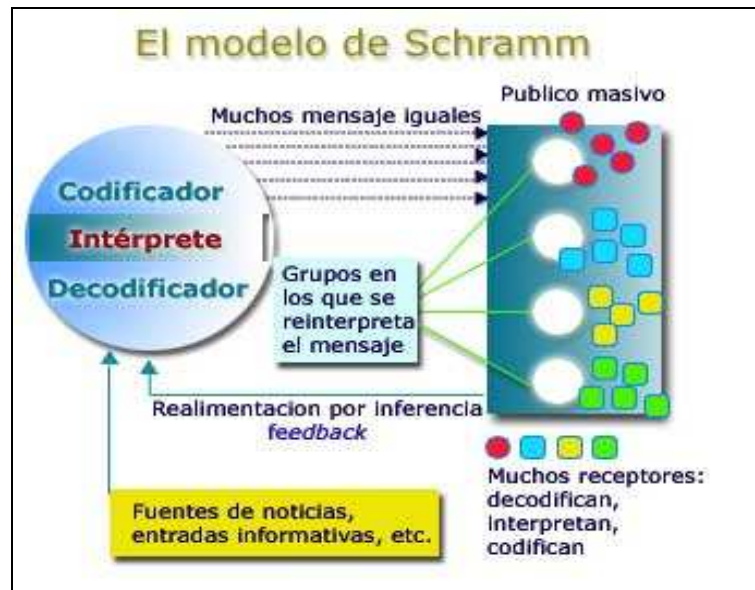 El modelo de Schramm
Publico masivo
Muchos mensaje iguales
Codificador
Intérprete
Decodificador
Grupos en
los que se
reinterpreta
el mensaje
Realimentacion por inferencia
feedback
Muchos receptores:
decodifican,
interpretan,
codifican
Fuentes de noticias,
entradas informativas, etc.